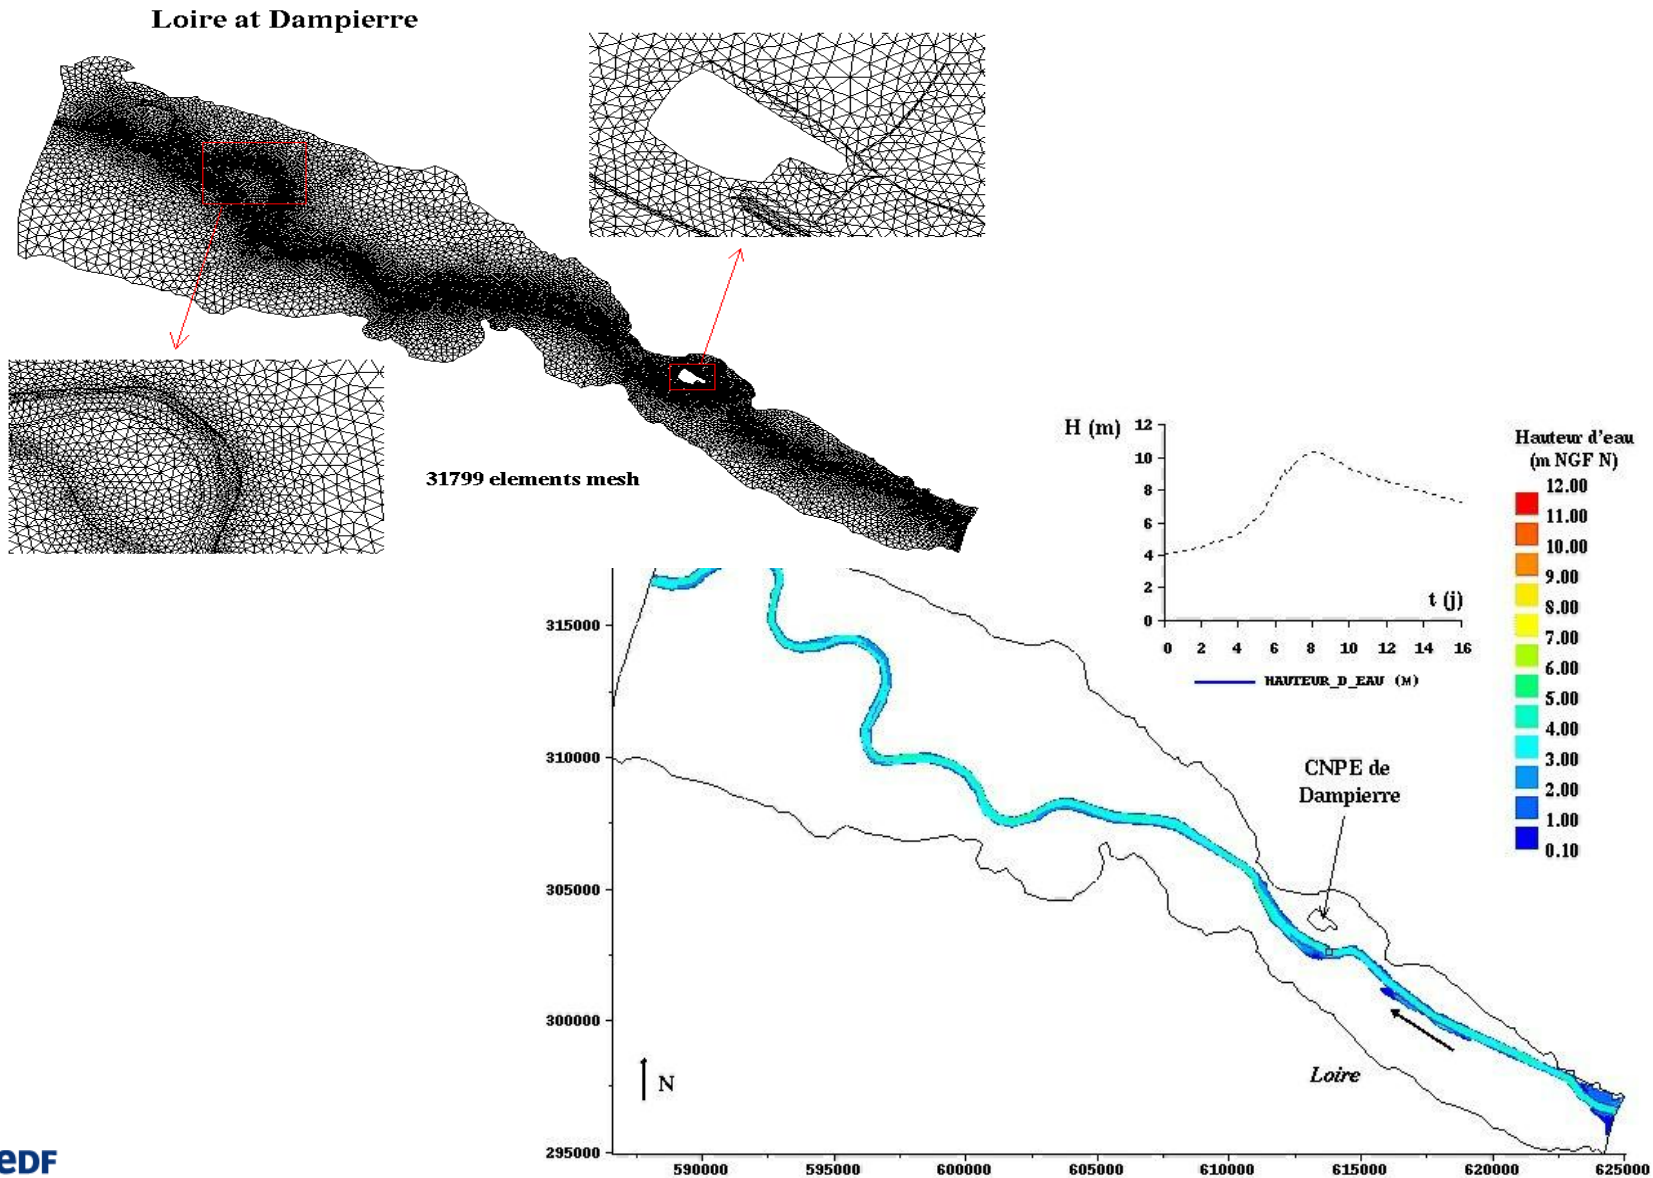 Loire at Dampierre
31799 elements mesh
H (m)
12
10
8
6
4
2
0
t (j)
0 2 4 6 8 10 12 14 16
HAUTEUR_D_EAU (M)
Hauteur d'eau
(m NGF N)
12.00
11.00
10.00
9.00
8.00
7.00
6.00
5.00
4.00
3.00
2.00
1.00
0.10
CNPE de
Dampierre
Loire
N
315000
310000
305000
300000
295000
590000 595000 600000 605000 610000 615000 620000 625000
eDF